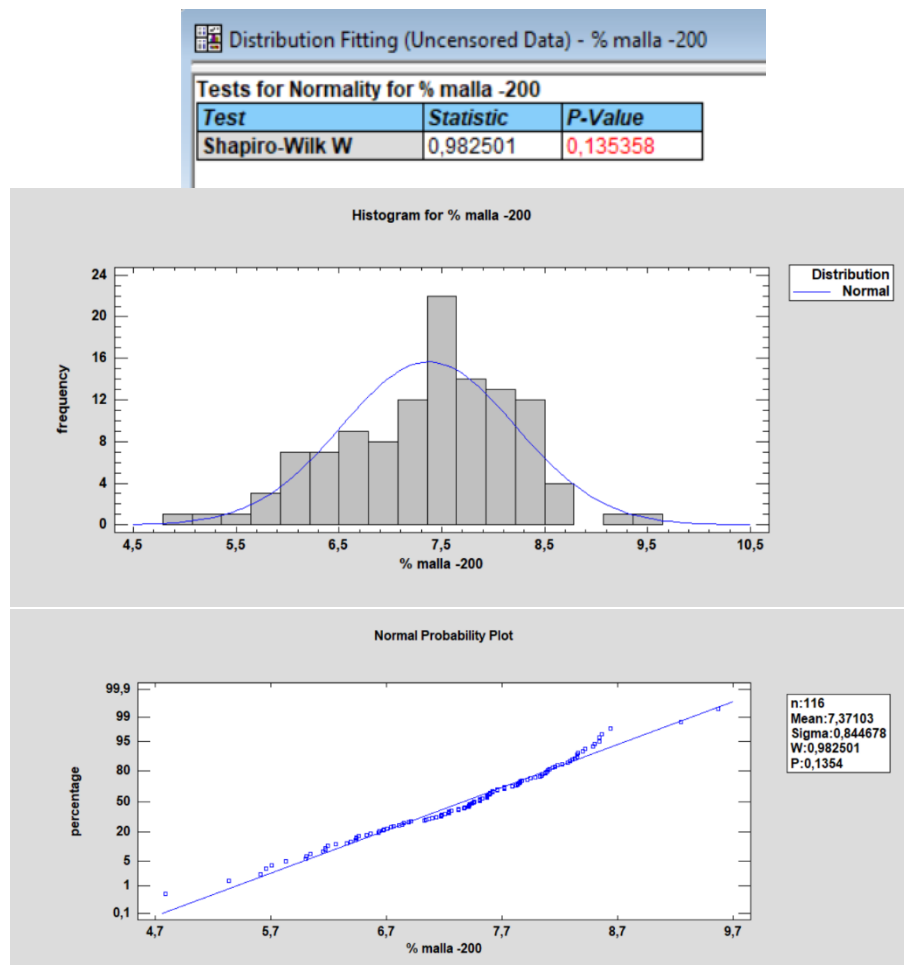 Distribution Fitting (Uncensored Data) - % malla -200
Tests for Normality for % malla -200
Test Statistic P-Value
Shapiro-Wilk W 0,982501 0,135358
Histogram for % malla -200
Distribution
Normal
24
20
16
12
8
4
0
frequency
4,5 5,5 6,5 7,5 8,5 9,5 10,5
% malla -200
Normal Probability Plot
99,9
99
95
80
50
20
5
1
0,1
percentage
4,7 5,7 6,7 7,7 8,7 9,7
% malla -200
n:116
Mean:7,37103
Sigma:0,844678
W:0,982501
P:0,1354